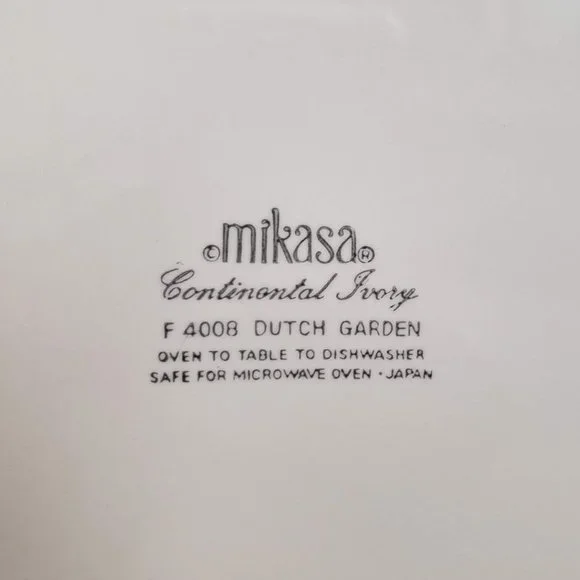 ©mikasa®
Continental Ivory
F 4008 DUTCH GARDEN
OVEN TO TABLE TO DISHWASHER
SAFE FOR MICROWAVE OVEN · JAPAN